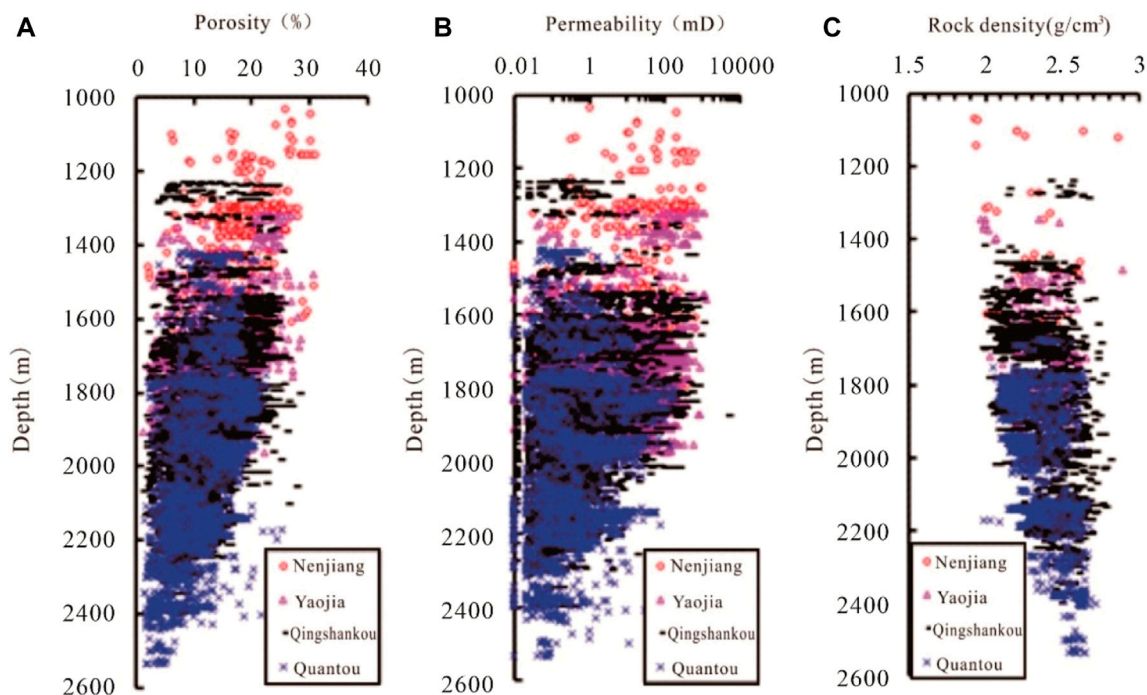 A
Porosity (%)
0 10 20 30 40
Depth(m)
1000
1200
1400
1600
1800
2000
2200
2400
2600
Nenjiang
Yaojia
Qingshankou
Quantou
B
Permeability (mD)
0.01 1 100 10000
Depth(m)
1000
1200
1400
1600
1800
2000
2200
2400
2600
Nenjiang
Yaojia
Qingshankou
Quantou
C
Rock density(g/cm³)
1.5 2 2.5 3
Depth(m)
1000
1200
1400
1600
1800
2000
2200
2400
2600
Nenjiang
Yaojia
Qingshankou
Quantou